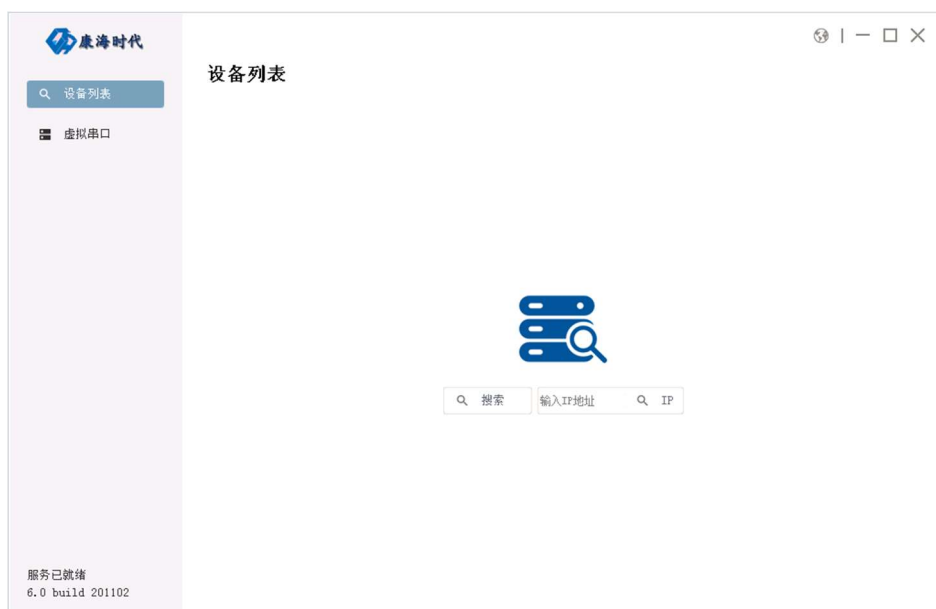 康海时代
设备列表
设备列表
虚拟串口
搜索
输入IP地址
IP
服务已就绪
6.0 build 201102